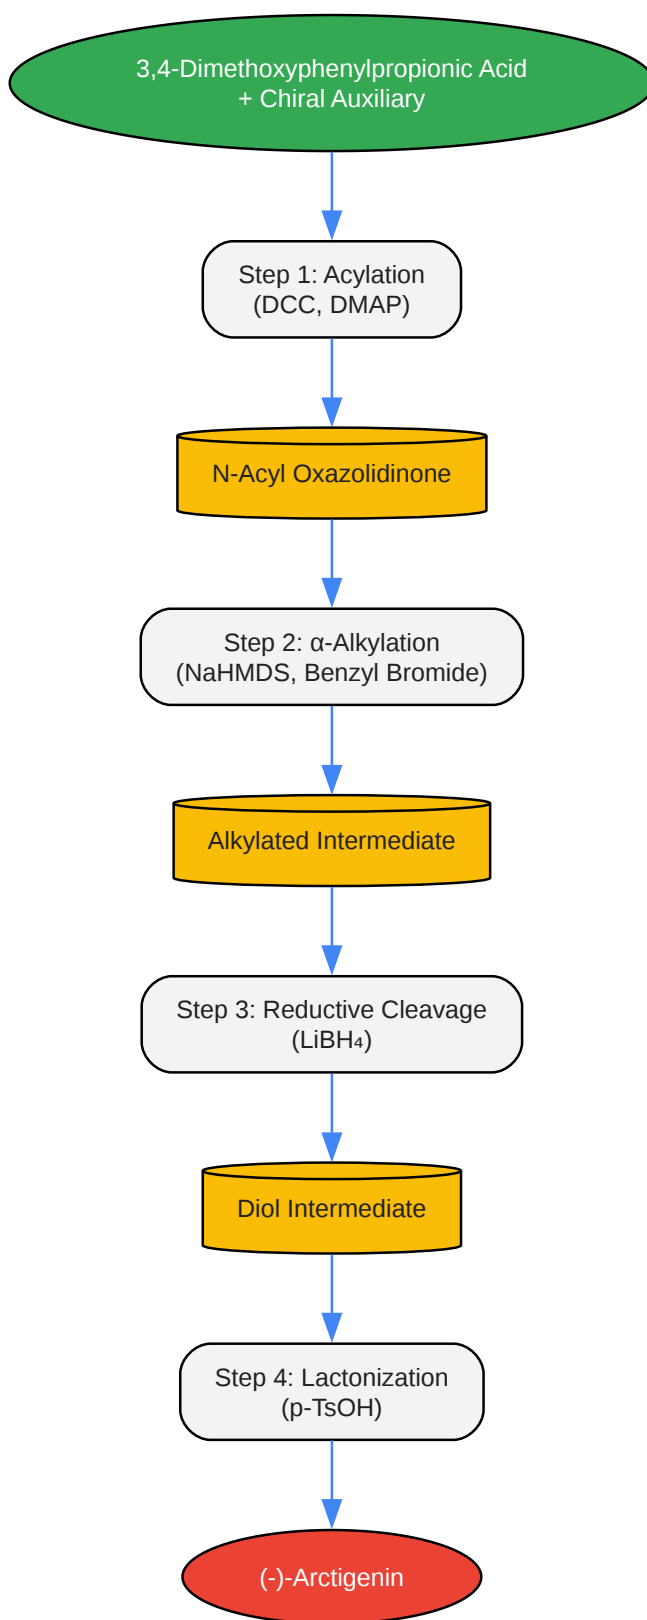 3,4-Dimethoxyphenylpropionic Acid
+ Chiral Auxiliary
Step 1: Acylation
(DCC, DMAP)
N-Acyl Oxazolidinone
Step 2: α-Alkylation
(NaHMDS, Benzyl Bromide)
Alkylated Intermediate
Step 3: Reductive Cleavage
(LiBH₄)
Diol Intermediate
Step 4: Lactonization
(p-TsOH)
(-)-Arctigenin